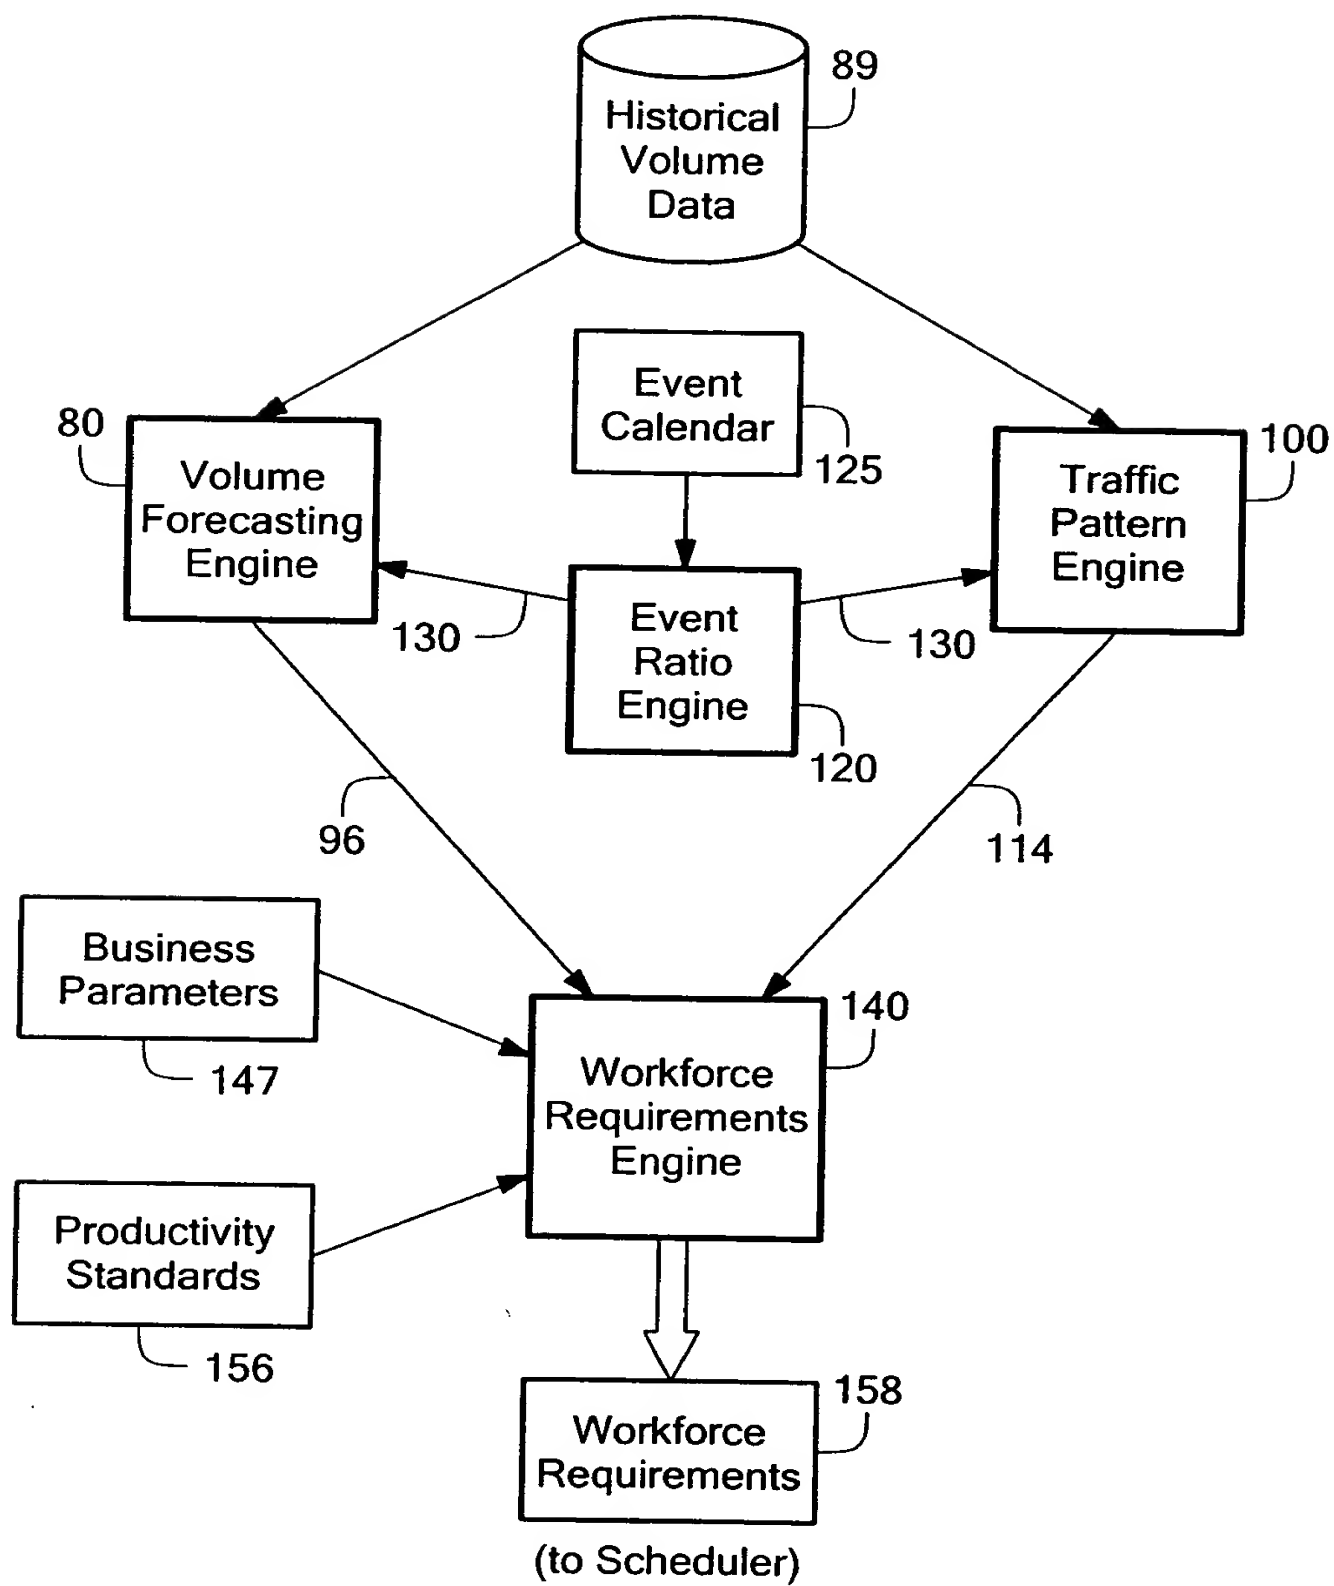 Historical
Volume
Data
89
Event
Calendar
125
80
Volume
Forecasting
Engine
100
Traffic
Pattern
Engine
130
Event
Ratio
Engine
130
120
96
114
Business
Parameters
147
140
Workforce
Requirements
Engine
Productivity
Standards
156
158
Workforce
Requirements
(to Scheduler)